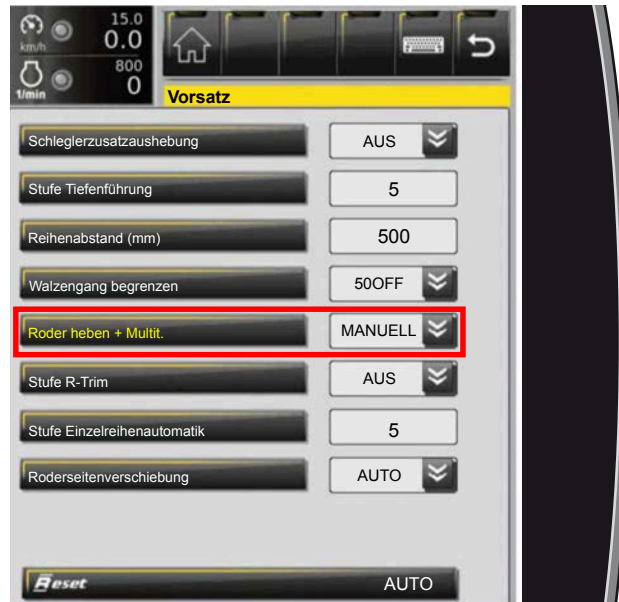 15.0
km/h 0.0
800
1/min 0
Vorsatz
Schleglerzusatzaushebung AUS
Stufe Tiefenführung 5
Reihenabstand (mm) 500
Walzengang begrenzen 50OFF
Roder heben + Multit. MANUELL
Stufe R-Trim AUS
Stufe Einzelreihenautomatik 5
Roderseitenverschiebung AUTO
Reset AUTO